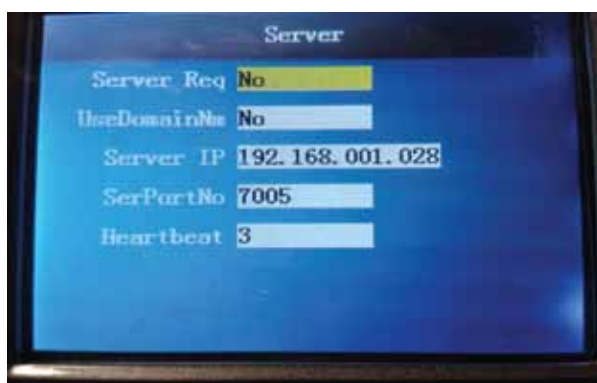 Server
Server Req No
UseDomainNm No
Server IP 192.168.001.028
SerPortNo 7005
Heartbeat 3